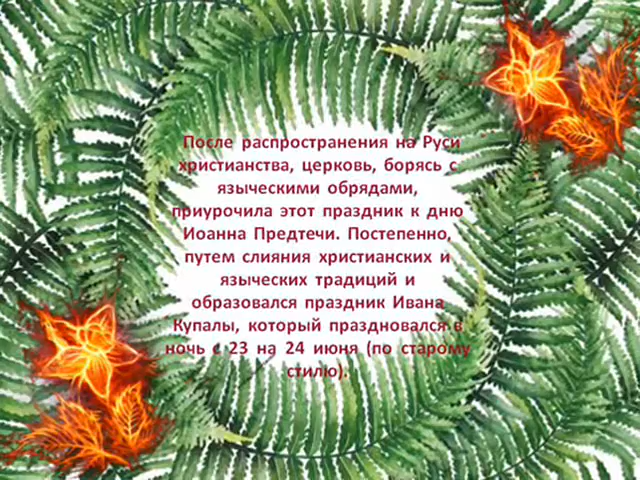 После распространения на Руси
христианства, церковь, борясь с
языческими обрядами,
приурочила этот праздник к дню
Иоанна Предтечи. Постепенно,
путем слияния христианских и
языческих традиций и
образовался праздник Ивана
Купалы, который праздновался в
ночь с 23 на 24 июня (по старому
стилю).